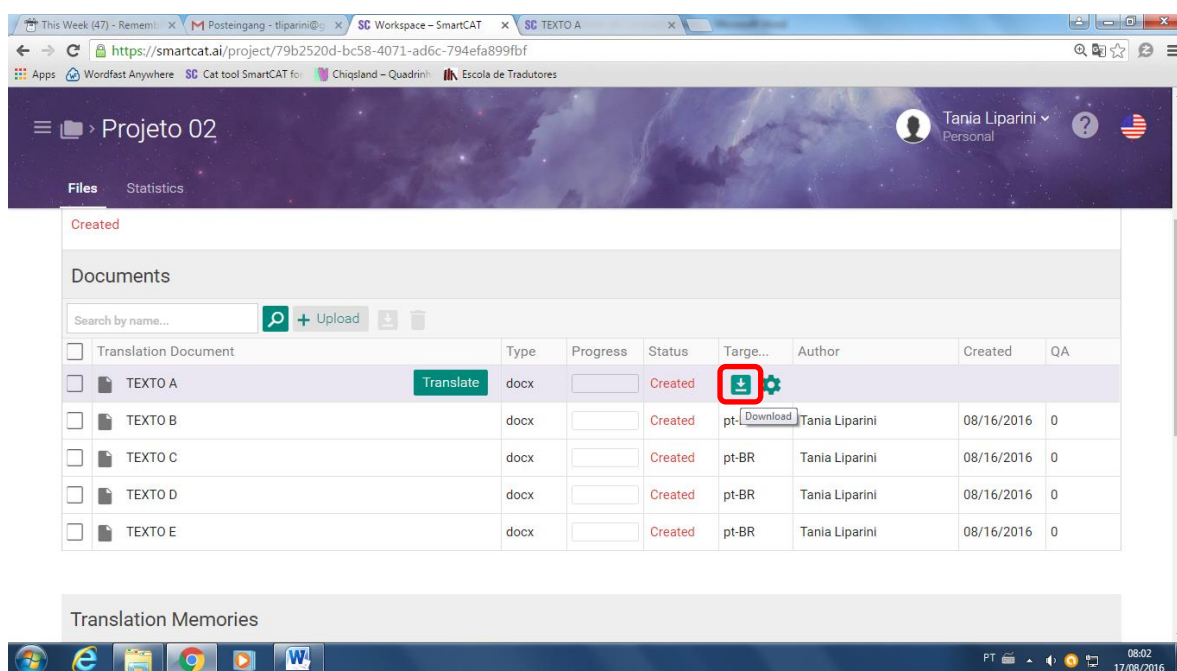 This Week (47) - Rememb
Posteingang - tliparini@g
SC Workspace – SmartCAT
SC TEXTO A
https://smartcat.ai/project/79b2520d-bc58-4071-ad6c-794efa899fbf
Apps Wordfast Anywhere SC Cat tool SmartCAT for Chiqsland – Quadrinh Escola de Tradutores
Projeto 02
Tania Liparini
Personal
?
Files Statistics
Created
Documents
Search by name... + Upload
Translation Document Type Progress Status Targe... Author Created QA
TEXTO A Translate docx Created
Download
TEXTO B docx Created pt- Tania Liparini 08/16/2016 0
TEXTO C docx Created pt-BR Tania Liparini 08/16/2016 0
TEXTO D docx Created pt-BR Tania Liparini 08/16/2016 0
TEXTO E docx Created pt-BR Tania Liparini 08/16/2016 0
Translation Memories
PT 08:02
17/08/2016